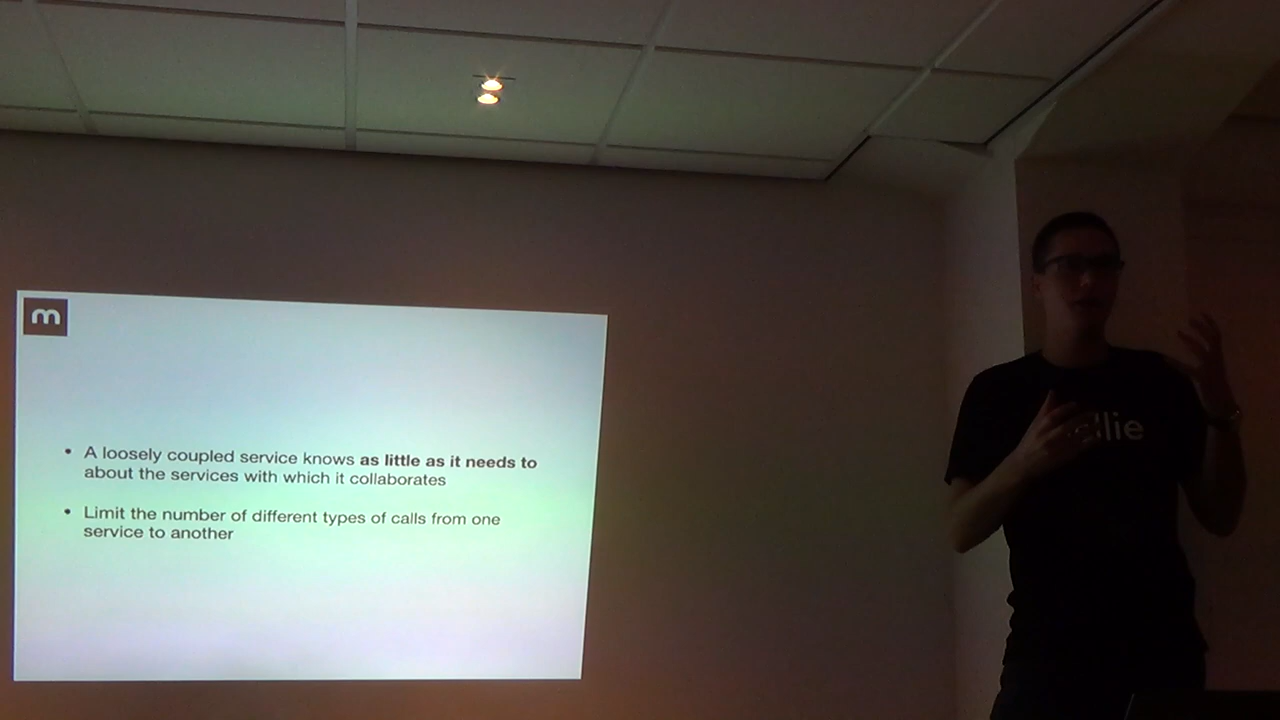 m
• A loosely coupled service knows as little as it needs to
about the services with which it collaborates
• Limit the number of different types of calls from one
service to another
llie